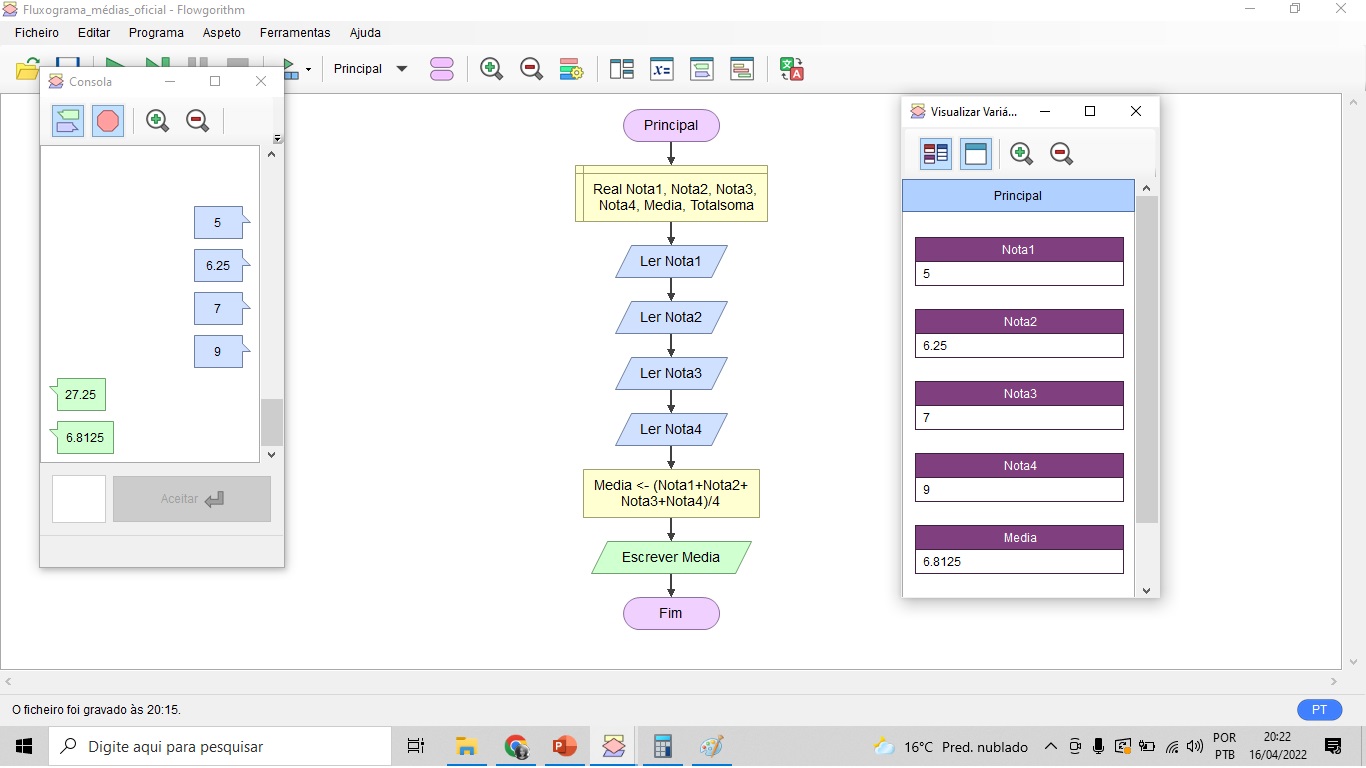 Fluxograma_médias_oficial - Flowgorithm
Ficheiro Editar Programa Aspeto Ferramentas Ajuda
Principal
Consola
5
6.25
7
9
27.25
6.8125
Aceitar
Principal
Real Nota1, Nota2, Nota3,
Nota4, Media, Totalsoma
Ler Nota1
Ler Nota2
Ler Nota3
Ler Nota4
Media <- (Nota1+Nota2+
Nota3+Nota4)/4
Escrever Media
Fim
Visualizar Variá...
Principal
Nota1
5
Nota2
6.25
Nota3
7
Nota4
9
Media
6.8125
O ficheiro foi gravado às 20:15.
PT
Digite aqui para pesquisar
16°C Pred. nublado
POR
PTB
20:22
16/04/2022